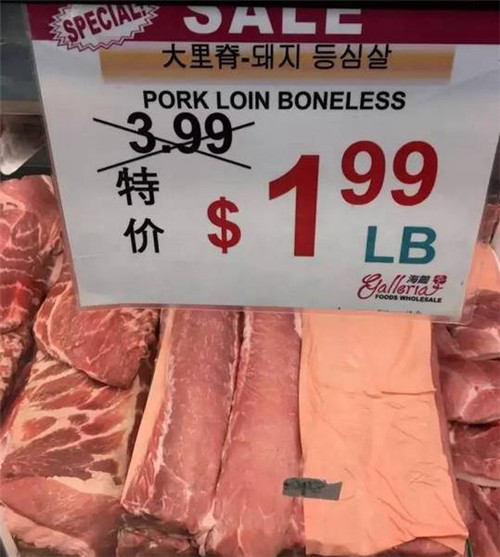 SPECIAL!
SALE
大里脊-돼지 등심살
PORK LOIN BONELESS
3.99
特价
$1.99
LB
海龍
Galleria
FOODS WHOLESALE